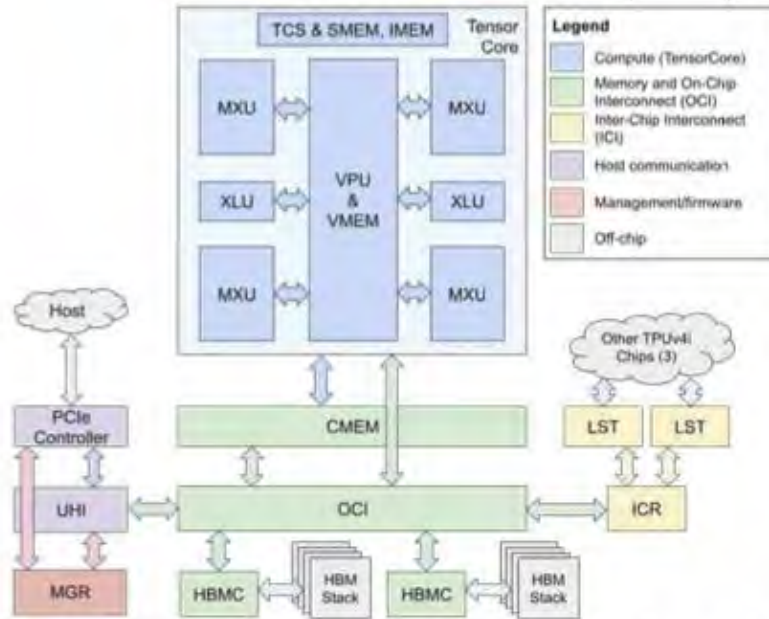 TCS & SMEM, IMEM
Tensor
Core
MXU
MXU
VPU
&
VMEM
XLU
XLU
MXU
MXU
Legend
Compute (TensorCore)
Memory and On-Chip
Interconnect (OCI)
Inter-Chip Interconnect
(ICI)
Host communication
Management/firmware
Off-chip
Host
Other TPUv4i
Chips (3)
PCIe
Controller
CMEM
LST
LST
UHI
OCI
ICR
MGR
HBMC
HBM
Stack
HBMC
HBM
Stack